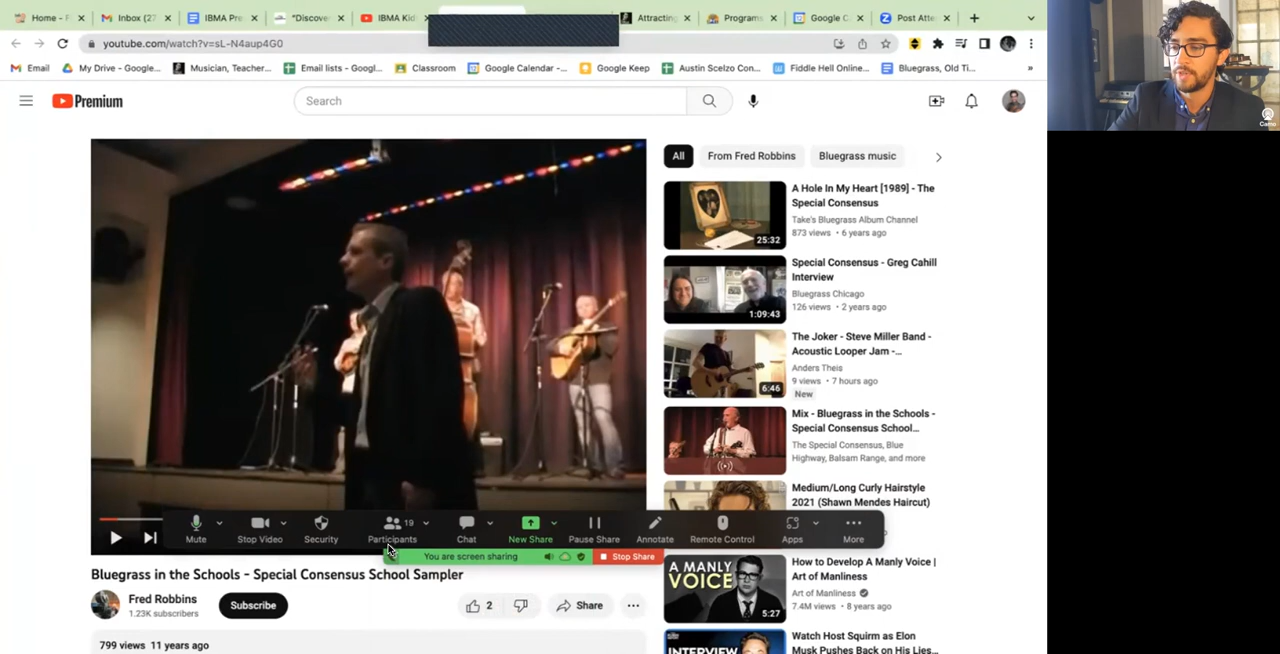 Home - F
Inbox (27
IBMA Pre
"Discove
IBMA Kid
Attracting
Programs
Google C
Post Atte
youtube.com/watch?v=sL-N4aup4G0
Email
My Drive - Google...
Musician, Teacher...
Email lists - Googl...
Classroom
Google Calendar -...
Google Keep
Austin Scelzo Con...
Fiddle Hell Online...
Bluegrass, Old Ti...
Premium
Search
All
From Fred Robbins
Bluegrass music
A Hole In My Heart [1989] - The
Special Consensus
Take's Bluegrass Album Channel
873 views • 6 years ago
25:32
Special Consensus - Greg Cahill
Interview
Bluegrass Chicago
126 views • 2 years ago
1:09:43
The Joker - Steve Miller Band -
Acoustic Looper Jam -...
Anders Theis
9 views • 7 hours ago
New
6:46
Mix - Bluegrass in the Schools -
Special Consensus School...
The Special Consensus, Blue
Highway, Balsam Range, and more
Medium/Long Curly Hairstyle
2021 (Shawn Mendes Haircut)
Mute
Stop Video
Security
19
Participants
Chat
New Share
Pause Share
Annotate
Remote Control
Apps
More
You are screen sharing
Stop Share
Bluegrass in the Schools - Special Consensus School Sampler
Fred Robbins
1.23K subscribers
Subscribe
2
Share
799 views 11 years ago
A MANLY
VOICE
5:27
How to Develop A Manly Voice |
Art of Manliness
Art of Manliness
7.4M views • 8 years ago
INTERVIEW
Watch Host Squirm as Elon
Musk Pushes Back on His Lies...